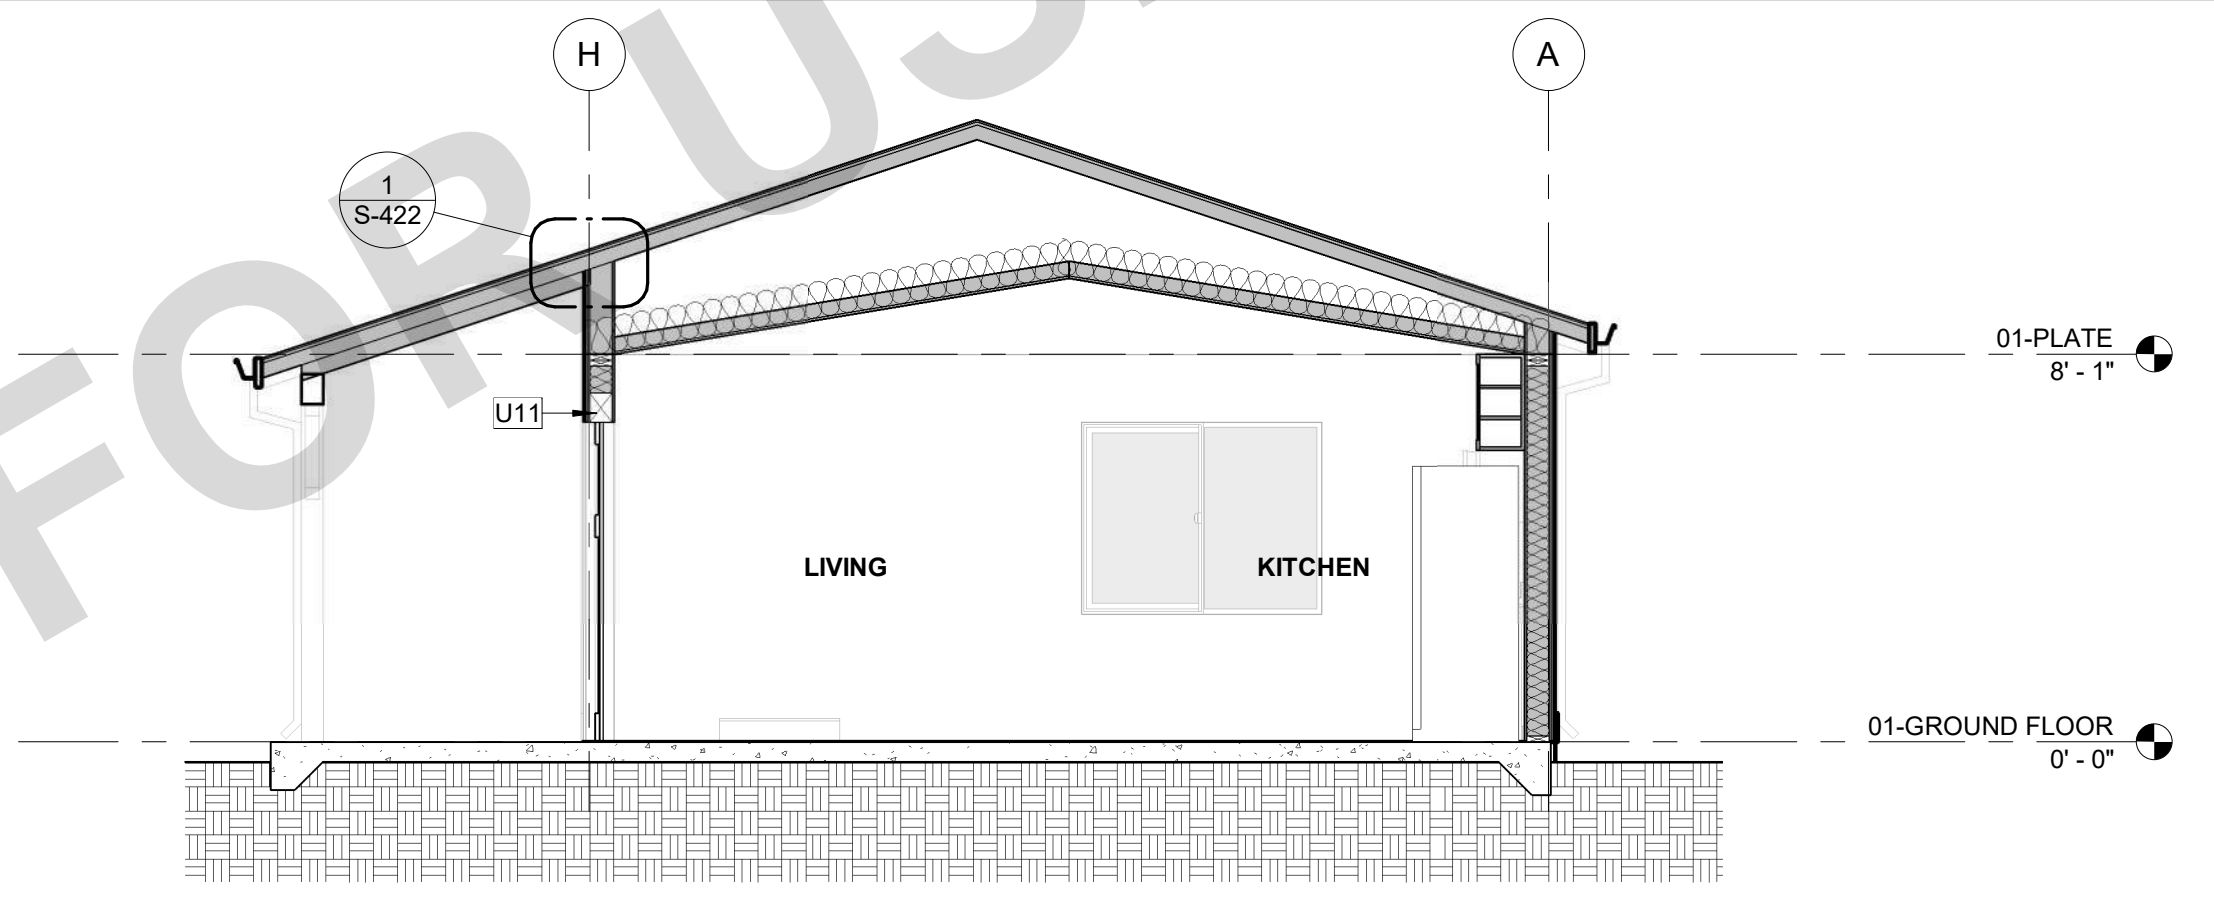 FOR US
H
A
1
S-422
01-PLATE
8' - 1"
U11
LIVING
KITCHEN
01-GROUND FLOOR
0' - 0"